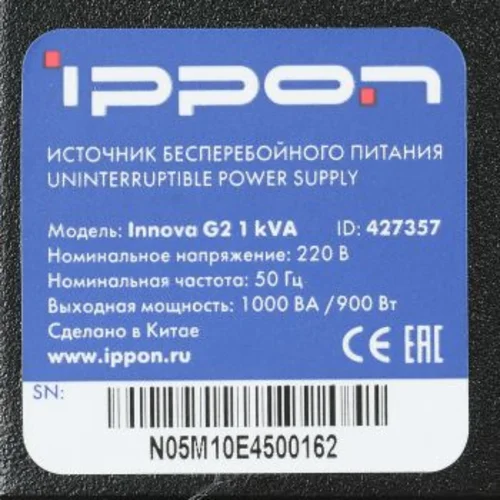 ippon
ИСТОЧНИК БЕСПЕРЕБОЙНОГО ПИТАНИЯ
UNINTERRUPTIBLE POWER SUPPLY
Модель: Innova G2 1 kVA ID: 427357
Номинальное напряжение: 220 В
Номинальная частота: 50 Гц
Выходная мощность: 1000 ВА /900 Вт
Сделано в Китае
www.ippon.ru
CE EAC
SN:
N05M10E4500162